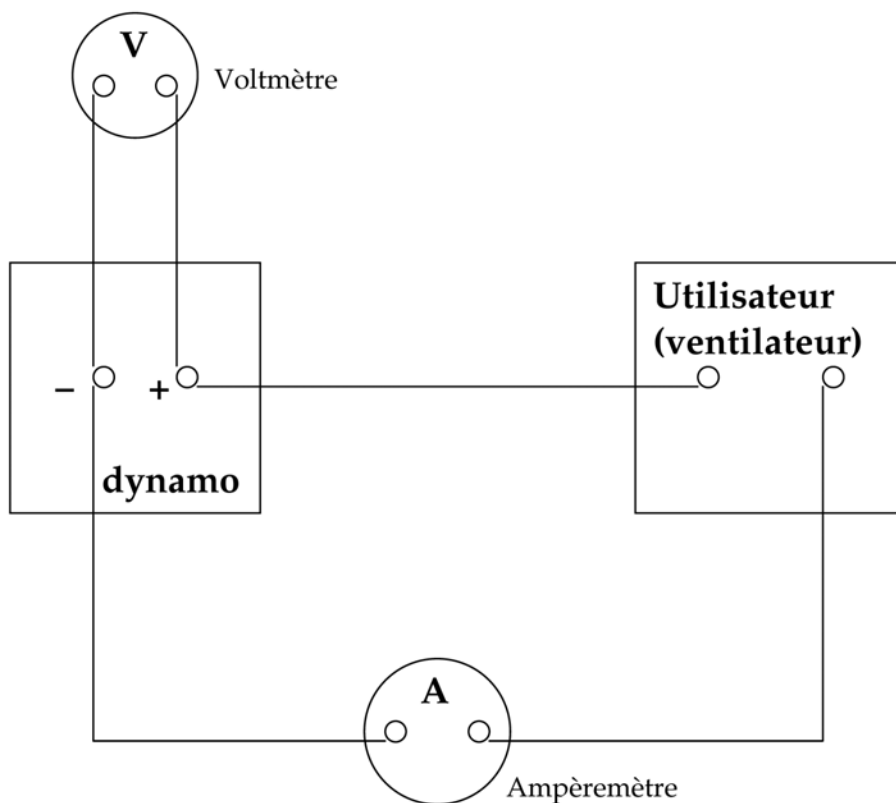 V
Voltmètre
Utilisateur
(ventilateur)
– +
dynamo
A
Ampèremètre